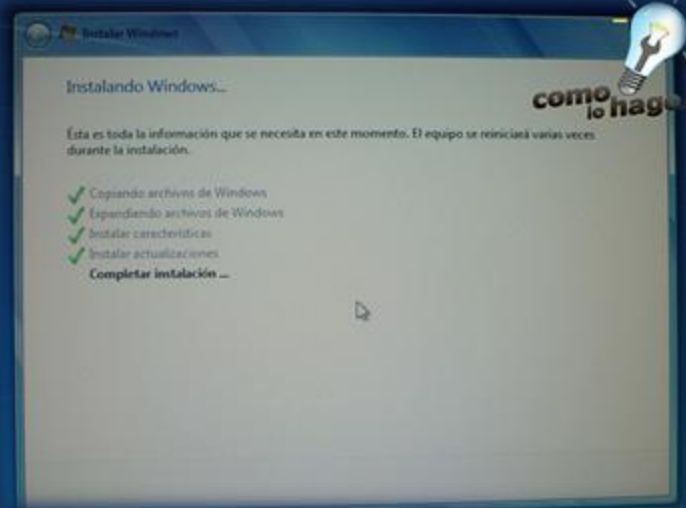 Instalar Windows
como
lo hago
Instalando Windows...
Ésta es toda la información que se necesita en este momento. El equipo se reiniciará varias veces
durante la instalación.
Copiando archivos de Windows
Expandiendo archivos de Windows
Instalar características
Instalar actualizaciones
Completar instalación ...